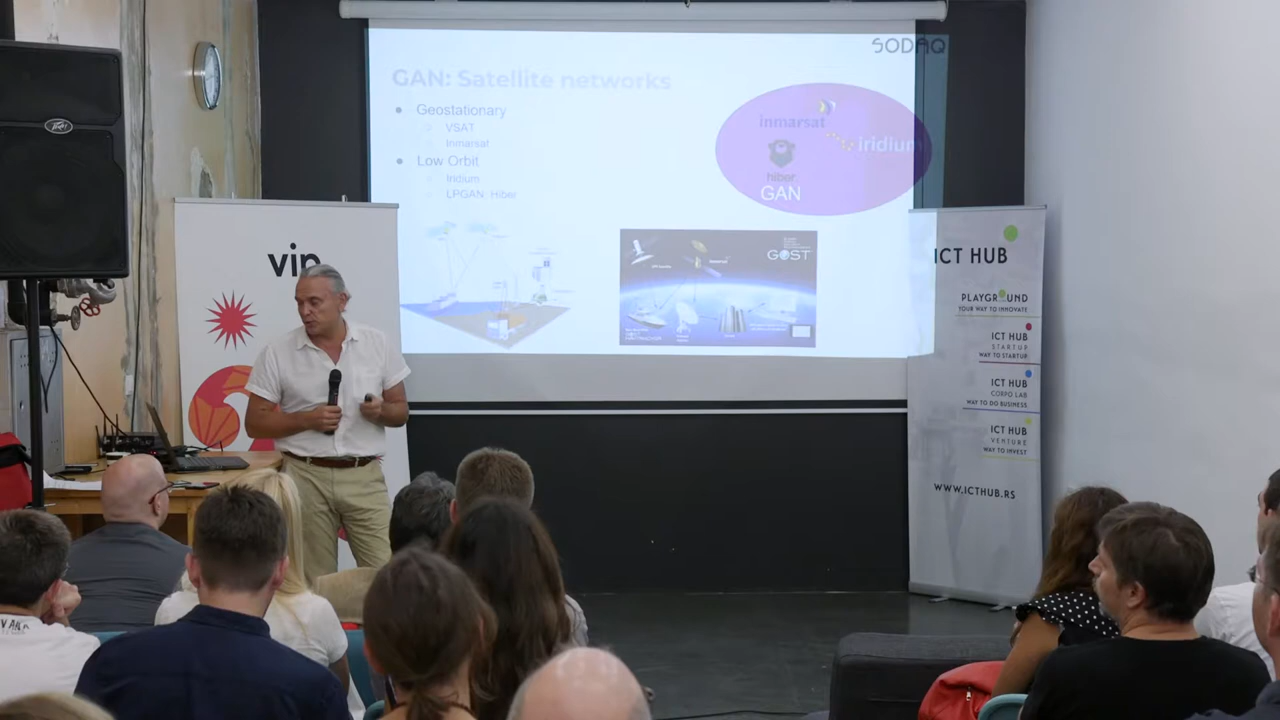 SODAQ
GAN: Satellite networks
Geostationary
VSAT
Inmarsat
Low Orbit
Iridium
LPGAN: Hiber
inmarsat
iridium
hiber
GAN
GOST
vip
ICT HUB
PLAYGROUND
YOUR WAY TO INNOVATE
ICT HUB
STARTUP
WAY TO STARTUP
ICT HUB
CORPO LAB
WAY TO DO BUSINESS
ICT HUB
VENTURE
WAY TO INVEST
WWW.ICTHUB.RS
PEAVEY